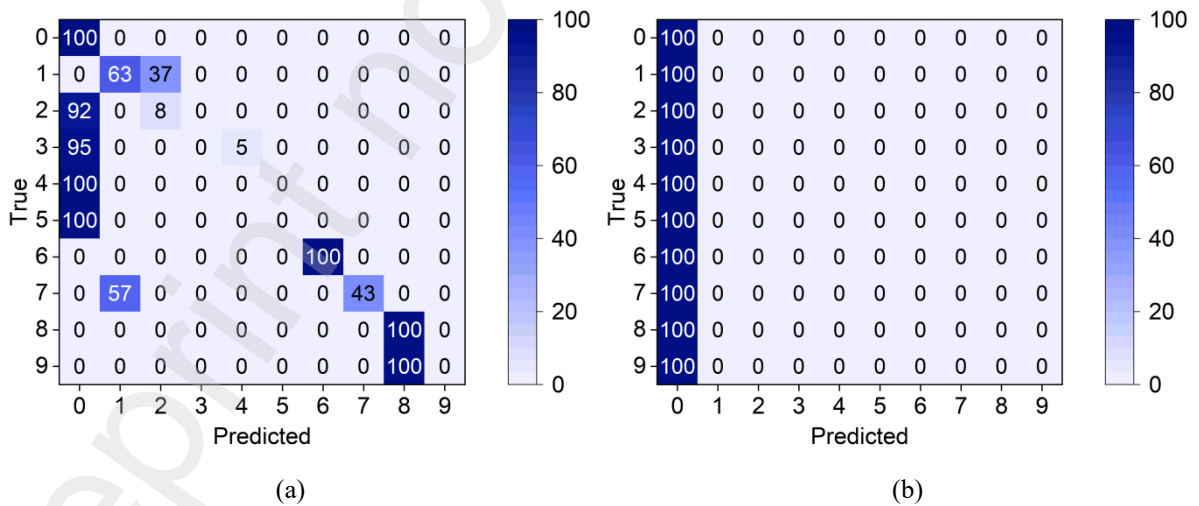 0 100 0 0 0 0 0 0 0 0 0
1 0 63 37 0 0 0 0 0 0 0
2 92 0 8 0 0 0 0 0 0 0
3 95 0 0 0 5 0 0 0 0 0
4 100 0 0 0 0 0 0 0 0 0
5 100 0 0 0 0 0 0 0 0 0
6 0 0 0 0 0 0 100 0 0 0
7 0 57 0 0 0 0 0 43 0 0
8 0 0 0 0 0 0 0 0 100 0
9 0 0 0 0 0 0 0 0 100 0
0 1 2 3 4 5 6 7 8 9
True
Predicted
100
80
60
40
20
0
(a)
0 100 0 0 0 0 0 0 0 0 0
1 100 0 0 0 0 0 0 0 0 0
2 100 0 0 0 0 0 0 0 0 0
3 100 0 0 0 0 0 0 0 0 0
4 100 0 0 0 0 0 0 0 0 0
5 100 0 0 0 0 0 0 0 0 0
6 100 0 0 0 0 0 0 0 0 0
7 100 0 0 0 0 0 0 0 0 0
8 100 0 0 0 0 0 0 0 0 0
9 100 0 0 0 0 0 0 0 0 0
0 1 2 3 4 5 6 7 8 9
True
Predicted
100
80
60
40
20
0
(b)
eprint no